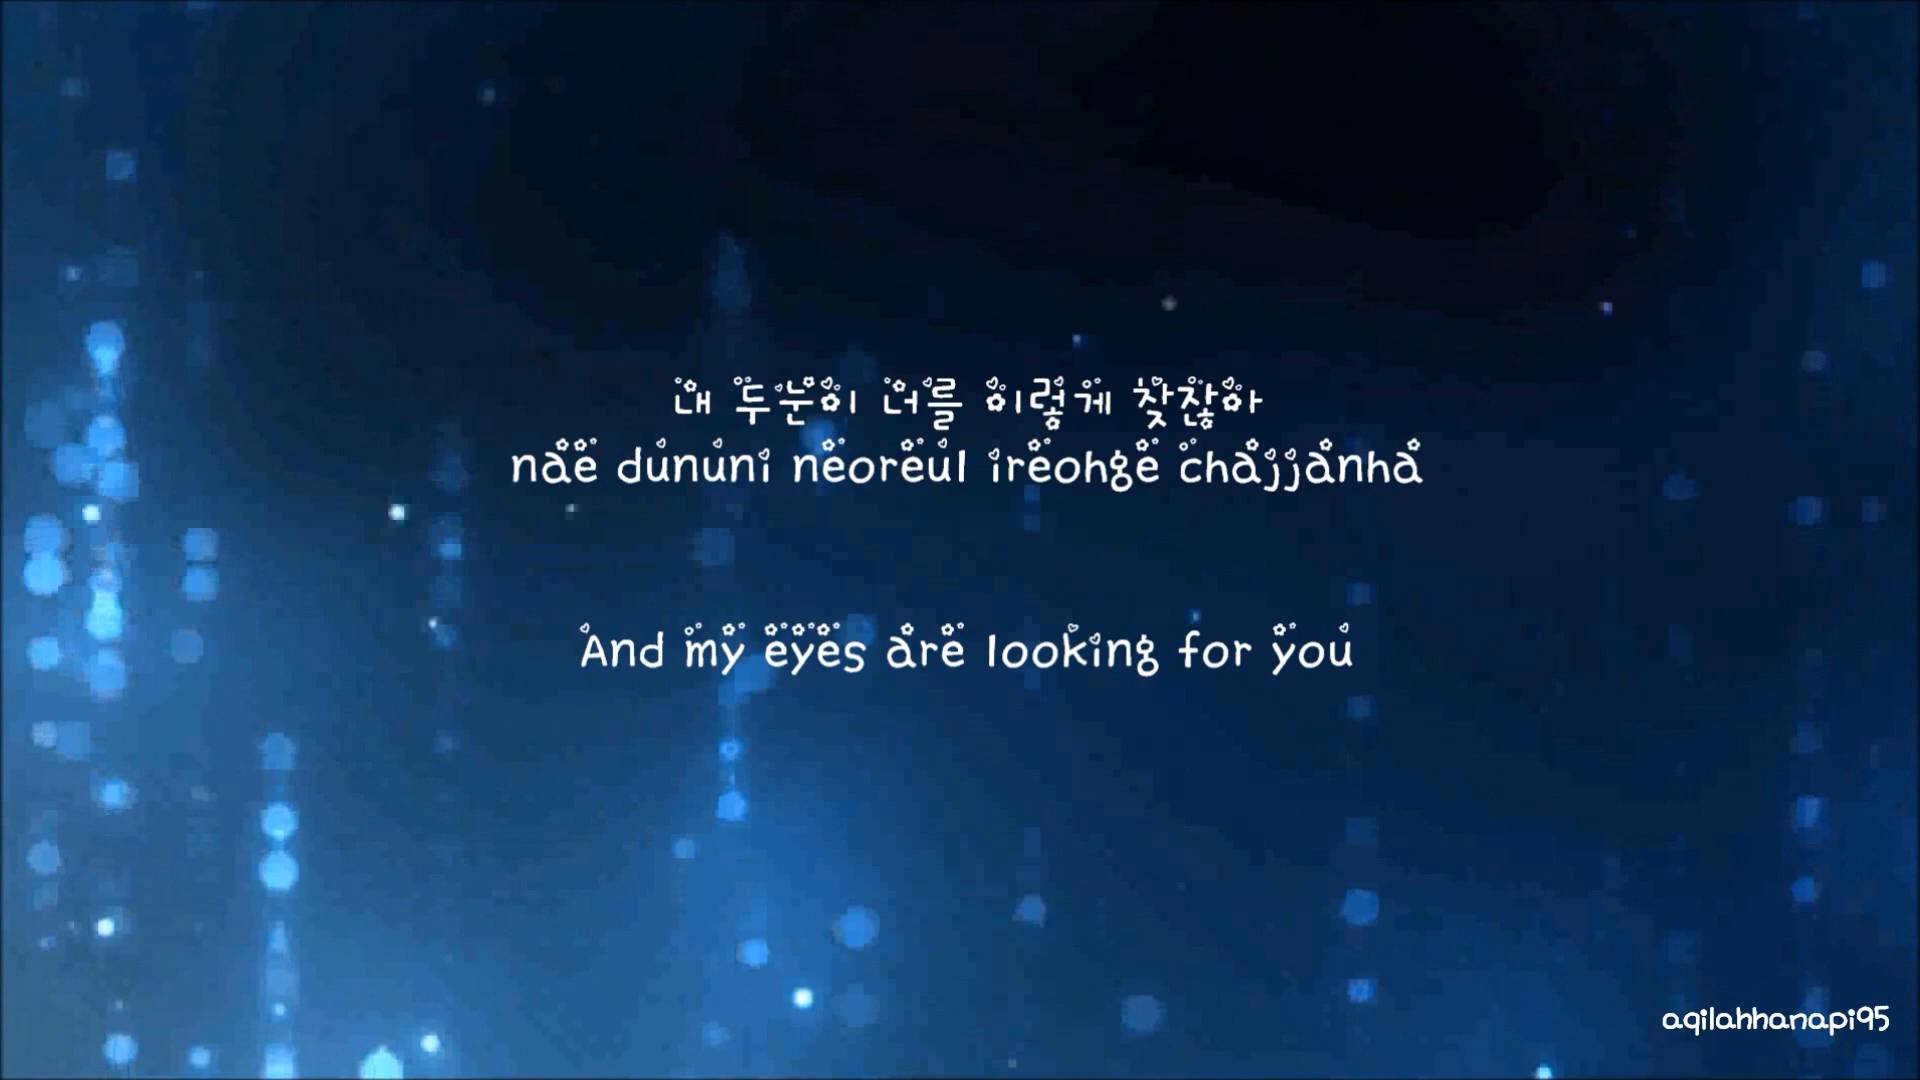 내 두눈이 너를 이렇게 찾잖아
nae dununi neoreul ireohge chajjanha
And my eyes are looking for you
aqilahhanapi95